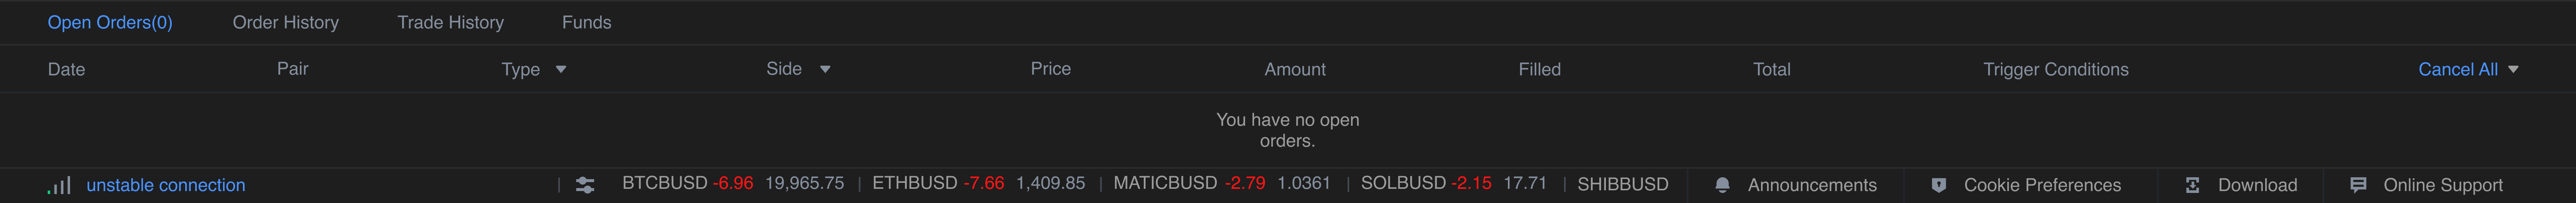 Open Orders(0) Order History Trade History Funds
Date Pair Type Side Price Amount Filled Total Trigger Conditions Cancel All
You have no open
orders.
unstable connection | BTCBUSD -6.96 19,965.75 | ETHBUSD -7.66 1,409.85 | MATICBUSD -2.79 1.0361 | SOLBUSD -2.15 17.71 | SHIBBUSD Announcements Cookie Preferences Download Online Support